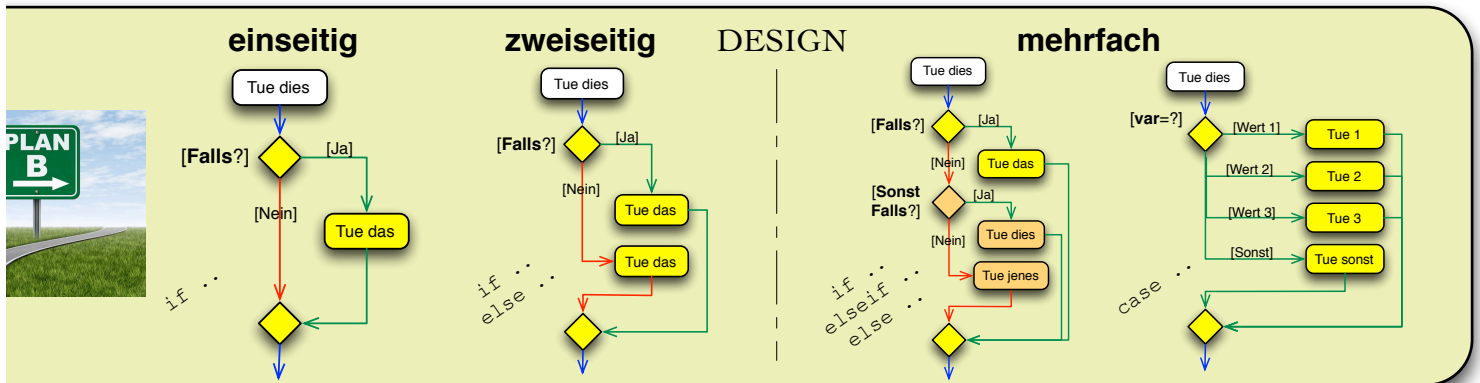 einseitig
zweiseitig
DESIGN
mehrfach
PLAN
B
Tue dies
[Falls?]
[Ja]
[Nein]
Tue das
if ..
Tue dies
[Falls?]
[Ja]
[Nein]
Tue das
Tue das
if ..
else ..
Tue dies
[Falls?]
[Ja]
[Nein]
Tue das
[Sonst
Falls?]
[Ja]
[Nein]
Tue dies
Tue jenes
if ..
elseif ..
else ..
Tue dies
[var=?]
[Wert 1]
Tue 1
[Wert 2]
Tue 2
[Wert 3]
Tue 3
[Sonst]
Tue sonst
case ..